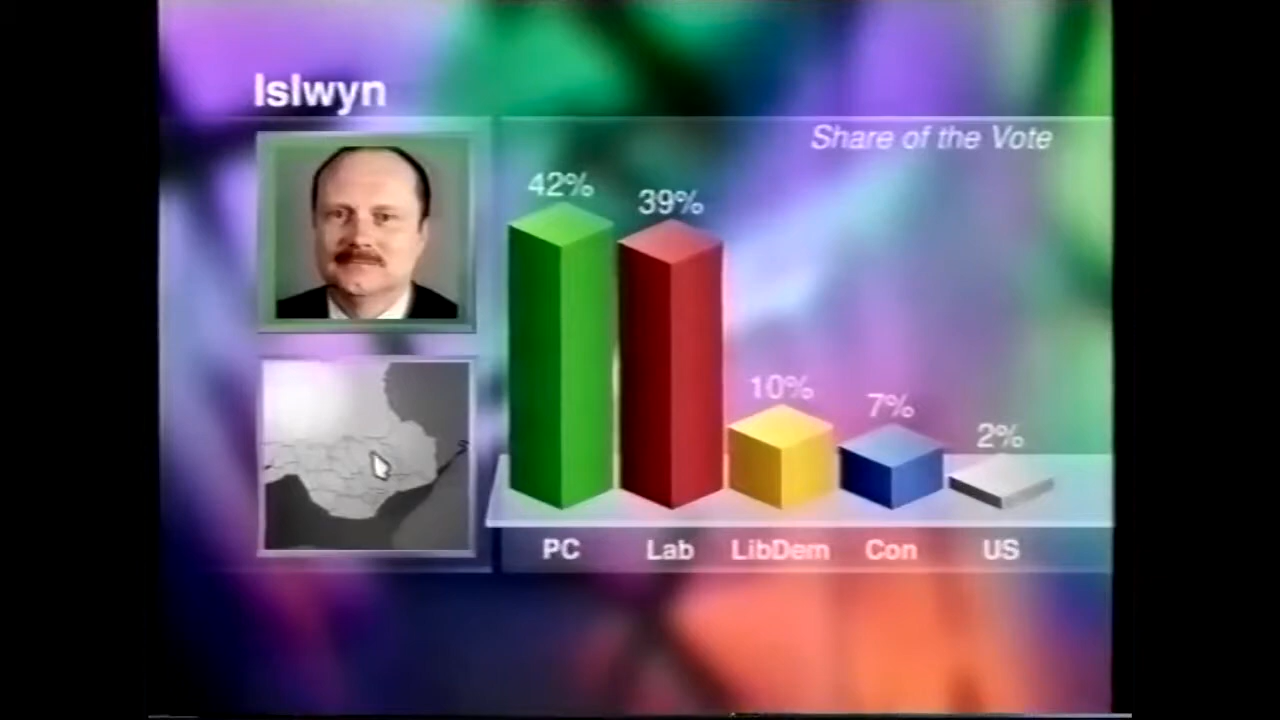 Islwyn
Share of the Vote
42%
39%
10%
7%
2%
PC
Lab
LibDem
Con
US